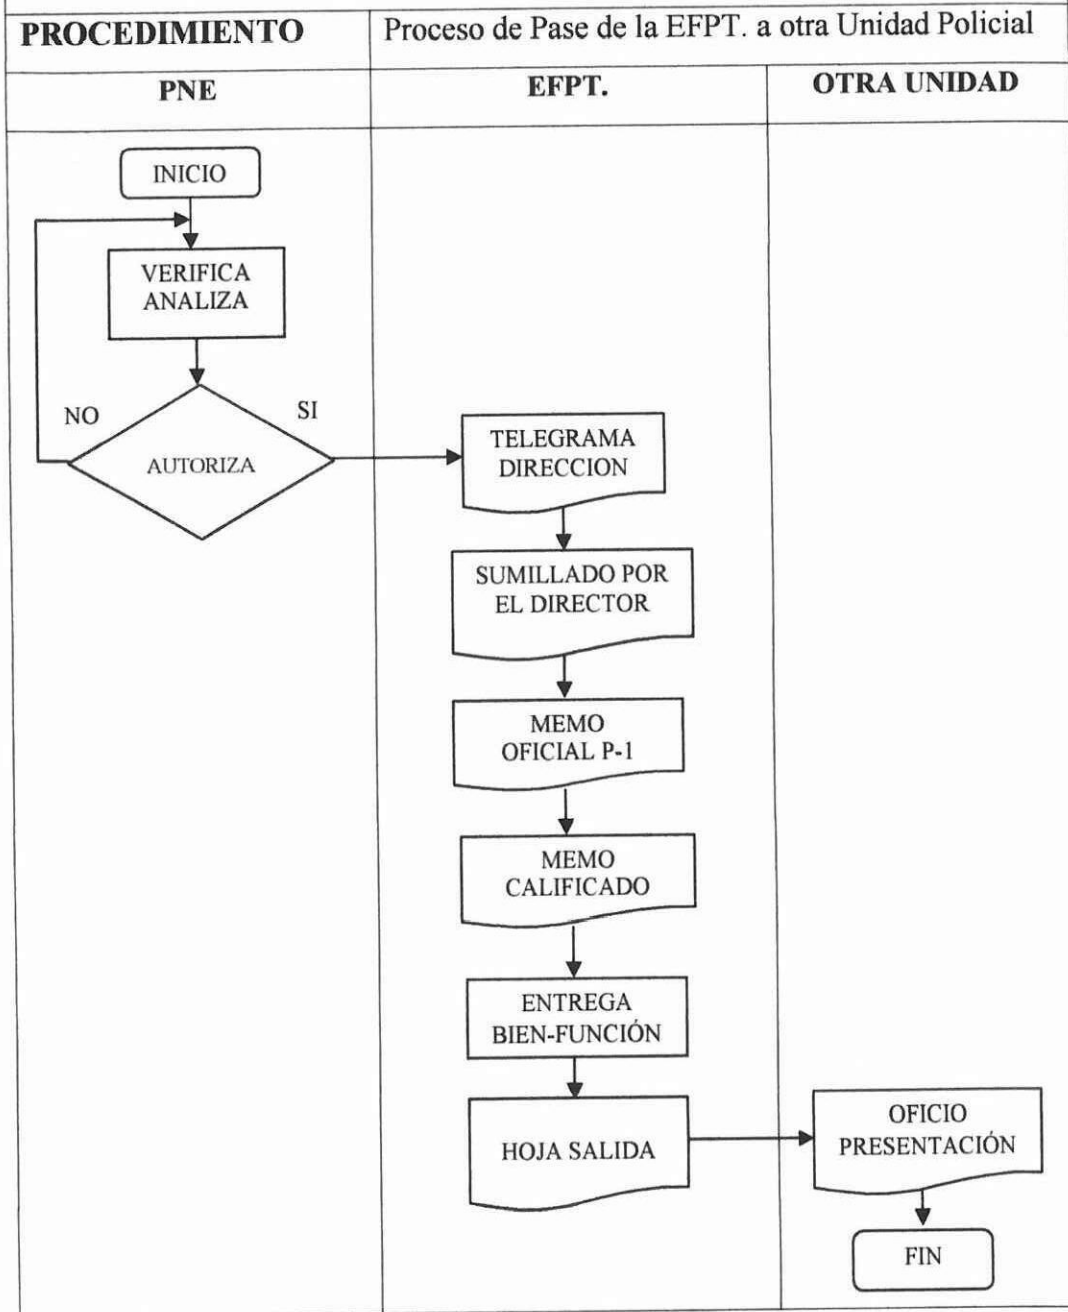 PROCEDIMIENTO
Proceso de Pase de la EFPT. a otra Unidad Policial
PNE
EFPT.
OTRA UNIDAD
INICIO
VERIFICA
ANALIZA
NO
SI
AUTORIZA
TELEGRAMA
DIRECCION
SUMILLADO POR
EL DIRECTOR
MEMO
OFICIAL P-1
MEMO
CALIFICADO
ENTREGA
BIEN-FUNCIÓN
HOJA SALIDA
OFICIO
PRESENTACIÓN
FIN